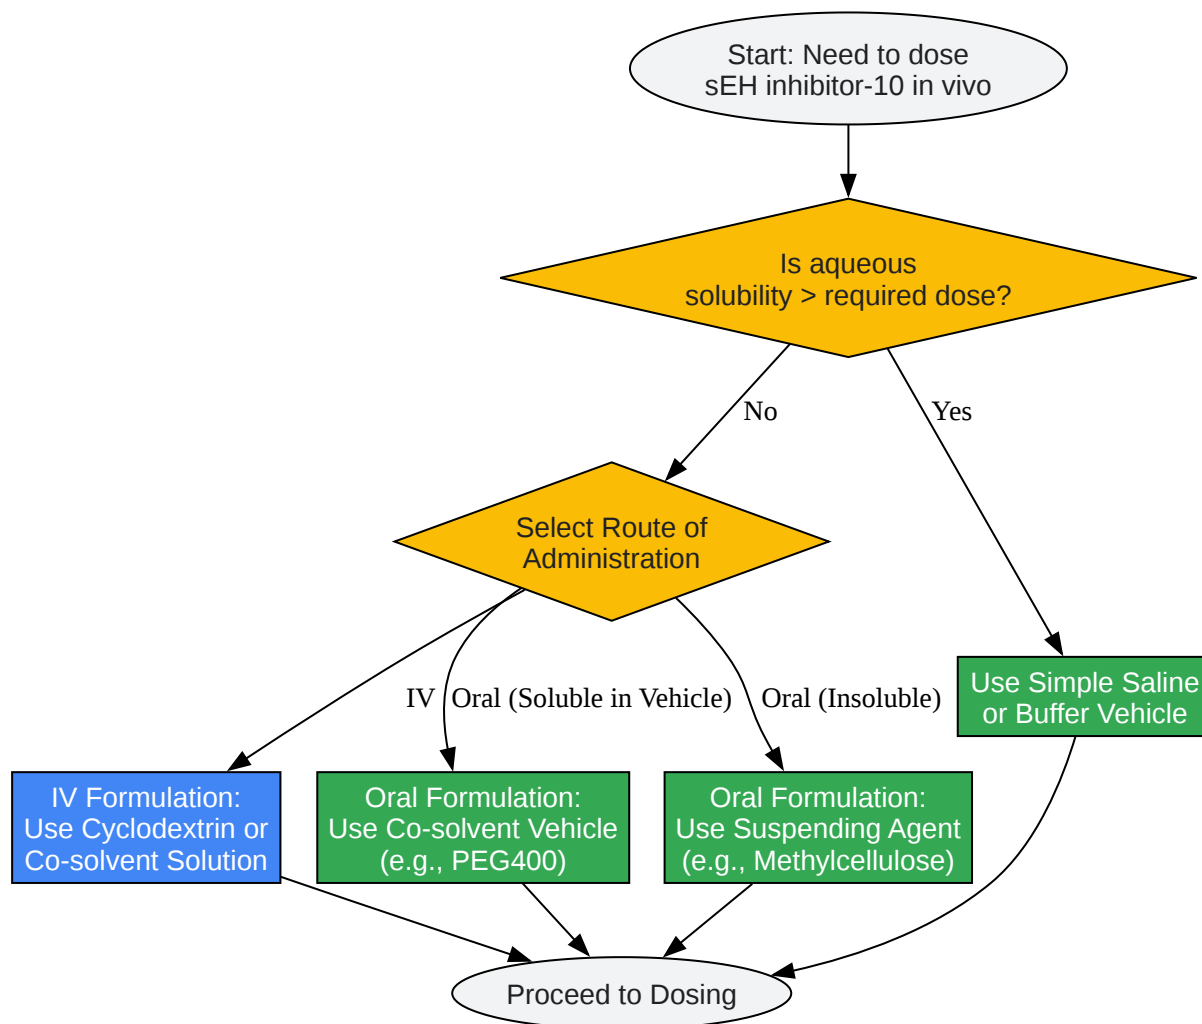 Start: Need to dose
sEH inhibitor-10 in vivo
Is aqueous
solubility > required dose?
No
Yes
Select Route of
Administration
IV
Oral (Soluble in Vehicle)
Oral (Insoluble)
Use Simple Saline
or Buffer Vehicle
IV Formulation:
Use Cyclodextrin or
Co-solvent Solution
Oral Formulation:
Use Co-solvent Vehicle
(e.g., PEG400)
Oral Formulation:
Use Suspending Agent
(e.g., Methylcellulose)
Proceed to Dosing